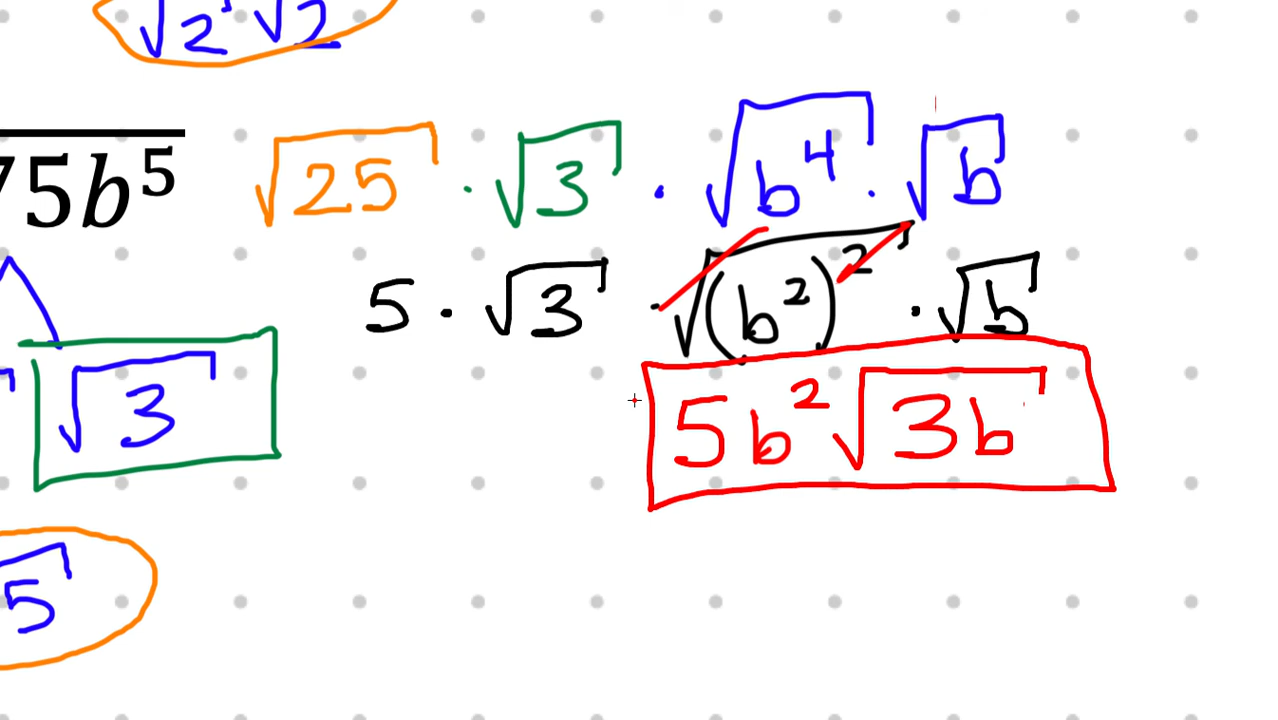 √2 √2
75b⁵ √25 · √3 · √b⁴ · √b
5 · √3 · √(b²)² · √b
√3
5b²√3b
5